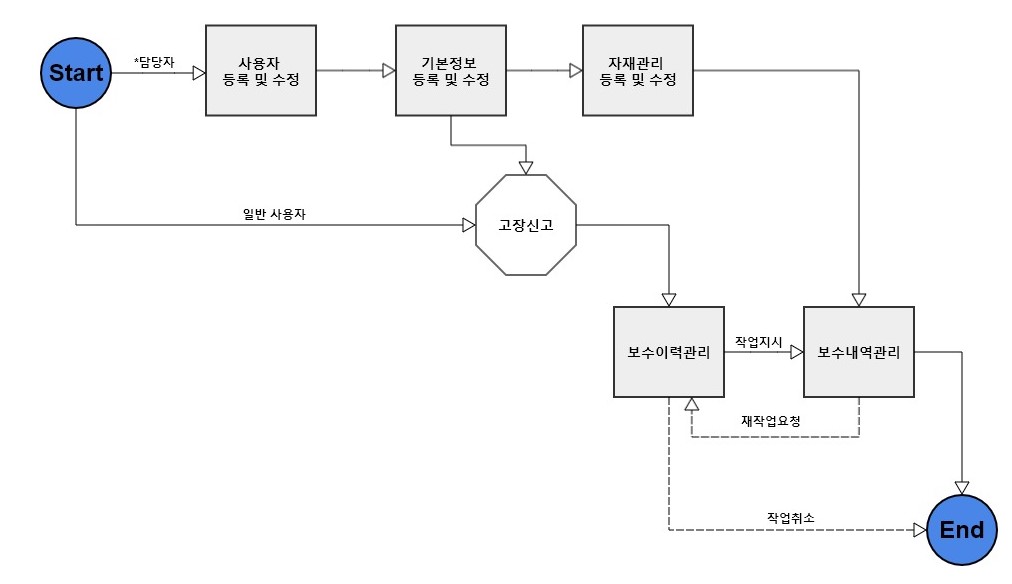 Start
*담당자
사용자
등록 및 수정
기본정보
등록 및 수정
자재관리
등록 및 수정
일반 사용자
고장신고
보수이력관리
작업지시
보수내역관리
재작업요청
작업취소
End